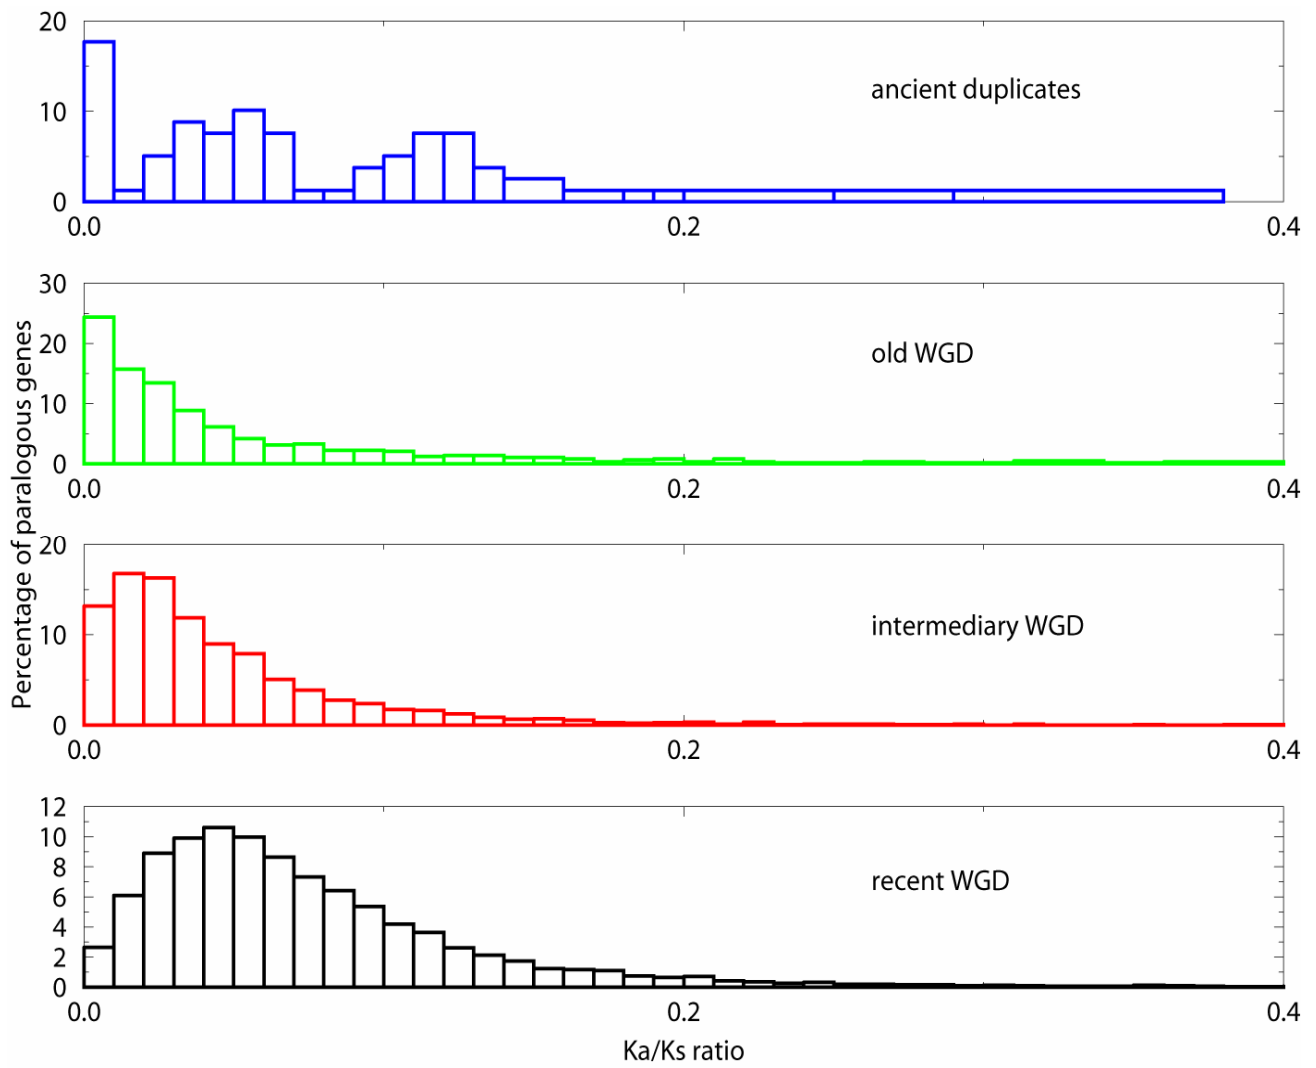 20
10
0
ancient duplicates
0.0 0.2 0.4
Percentage of paralogous genes
30
20
10
0
old WGD
0.0 0.2 0.4
20
10
0
intermediary WGD
0.0 0.2 0.4
12
10
8
6
4
2
0
recent WGD
0.0 0.2 0.4
Ka/Ks ratio